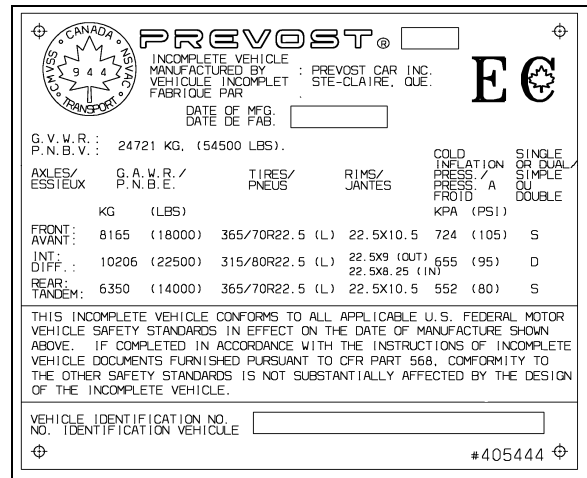 CANADA
CMVSS NSVAC
944
TRANSPORT
PREVOST®
INCOMPLETE VEHICLE
MANUFACTURED BY : PREVOST CAR INC.
VEHICULE INCOMPLET STE-CLAIRE, QUE.
FABRIQUE PAR :
EC
DATE OF MFG.
DATE DE FAB.
G.V.W.R.:
P.N.B.V.: 24721 KG, (54500 LBS).
AXLES/ G.A.W.R./ TIRES/ RIMS/ COLD INFLATION PRESS./ SINGLE OR DUAL/
ESSIEUX P.N.B.E. PNEUS JANTES PRESS. A FROID SIMPLE OU DOUBLE
KG (LBS) KPA (PSI)
FRONT:
AVANT: 8165 (18000) 365/70R22.5 (L) 22.5X10.5 724 (105) S
INT:
DIFF.: 10206 (22500) 315/80R22.5 (L) 22.5X9 (OUT) 22.5X8.25 (IN) 655 (95) D
REAR:
TANDEM: 6350 (14000) 365/70R22.5 (L) 22.5X10.5 552 (80) S
THIS INCOMPLETE VEHICLE CONFORMS TO ALL APPLICABLE U.S. FEDERAL MOTOR
VEHICLE SAFETY STANDARDS IN EFFECT ON THE DATE OF MANUFACTURE SHOWN
ABOVE. IF COMPLETED IN ACCORDANCE WITH THE INSTRUCTIONS OF INCOMPLETE
VEHICLE DOCUMENTS FURNISHED PURSUANT TO CFR PART 568, COMFORMITY TO
THE OTHER SAFETY STANDARDS IS NOT SUBSTANTIALLY AFFECTED BY THE DESIGN
OF THE INCOMPLETE VEHICLE.
VEHICLE IDENTIFICATION NO.
NO. IDENTIFICATION VEHICULE
#405444